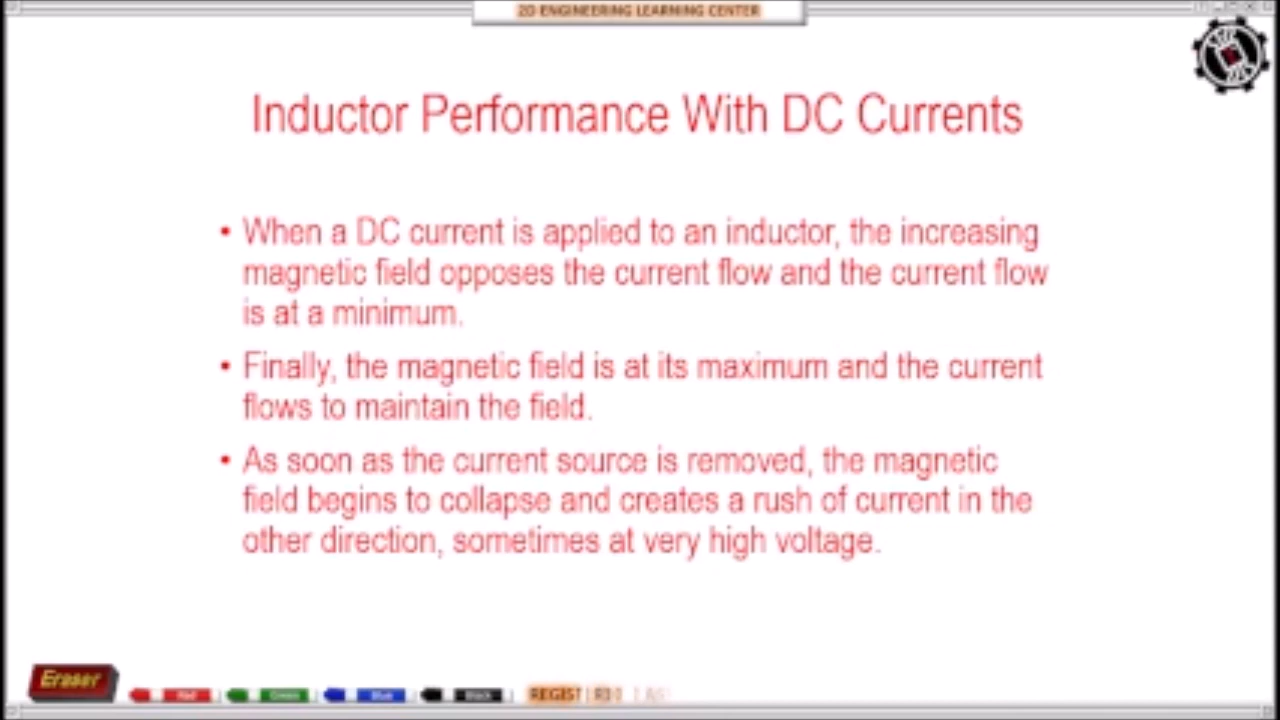 2D ENGINEERING LEARNING CENTER
Inductor Performance With DC Currents
• When a DC current is applied to an inductor, the increasing
magnetic field opposes the current flow and the current flow
is at a minimum.
• Finally, the magnetic field is at its maximum and the current
flows to maintain the field.
• As soon as the current source is removed, the magnetic
field begins to collapse and creates a rush of current in the
other direction, sometimes at very high voltage.
Eraser Red Green Blue Black REGIST